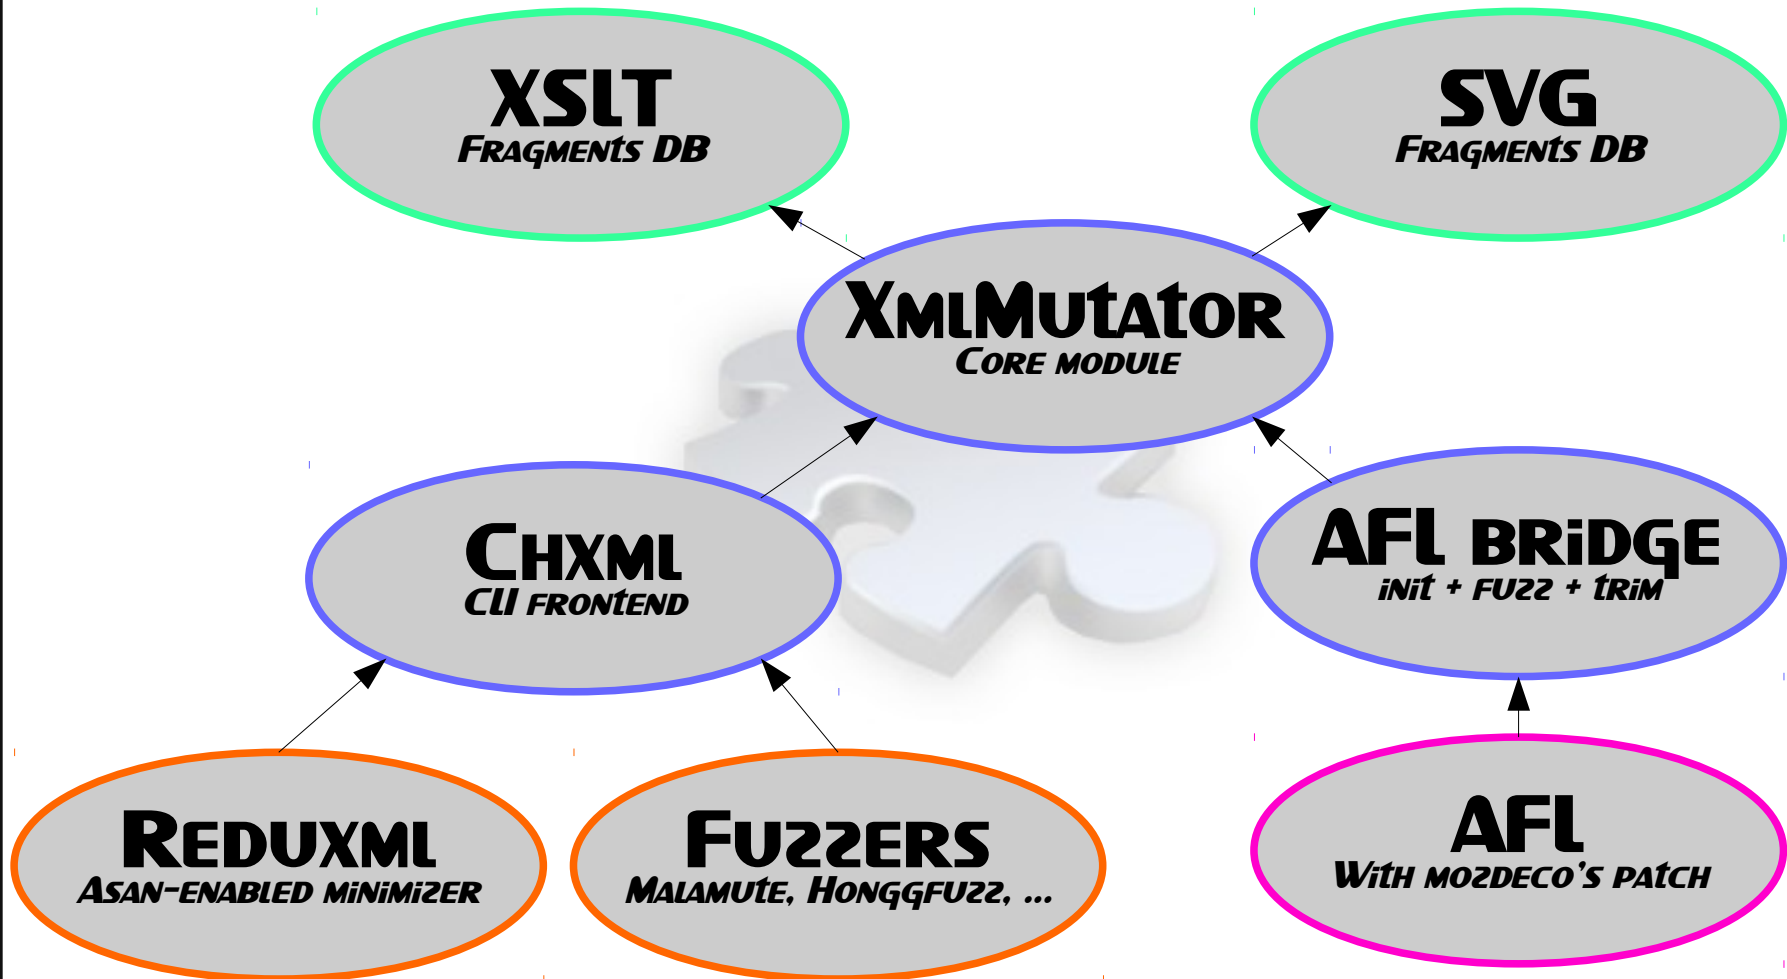 XSLT
Fragments DB
SVG
Fragments DB
XmlMutator
Core module
Chxml
CLI frontend
AFL bridge
init + fuzz + trim
Reduxml
Asan-enabled minimizer
Fuzzers
Malamute, Honggfuzz, ...
AFL
With mozdeco's patch